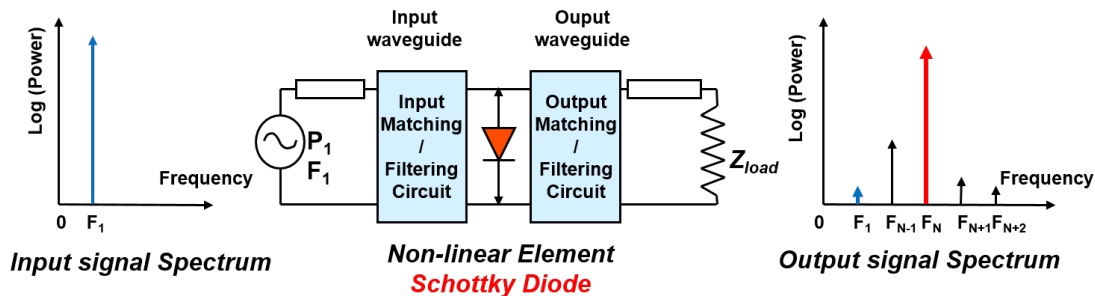 Log (Power)
Frequency
0
F1
Input signal Spectrum
Input
waveguide
Ouput
waveguide
P1
F1
Input
Matching
/
Filtering
Circuit
Output
Matching
/
Filtering
Circuit
Zload
Non-linear Element
Schottky Diode
Log (Power)
Frequency
0
F1
FN-1
FN
FN+1
FN+2
Output signal Spectrum